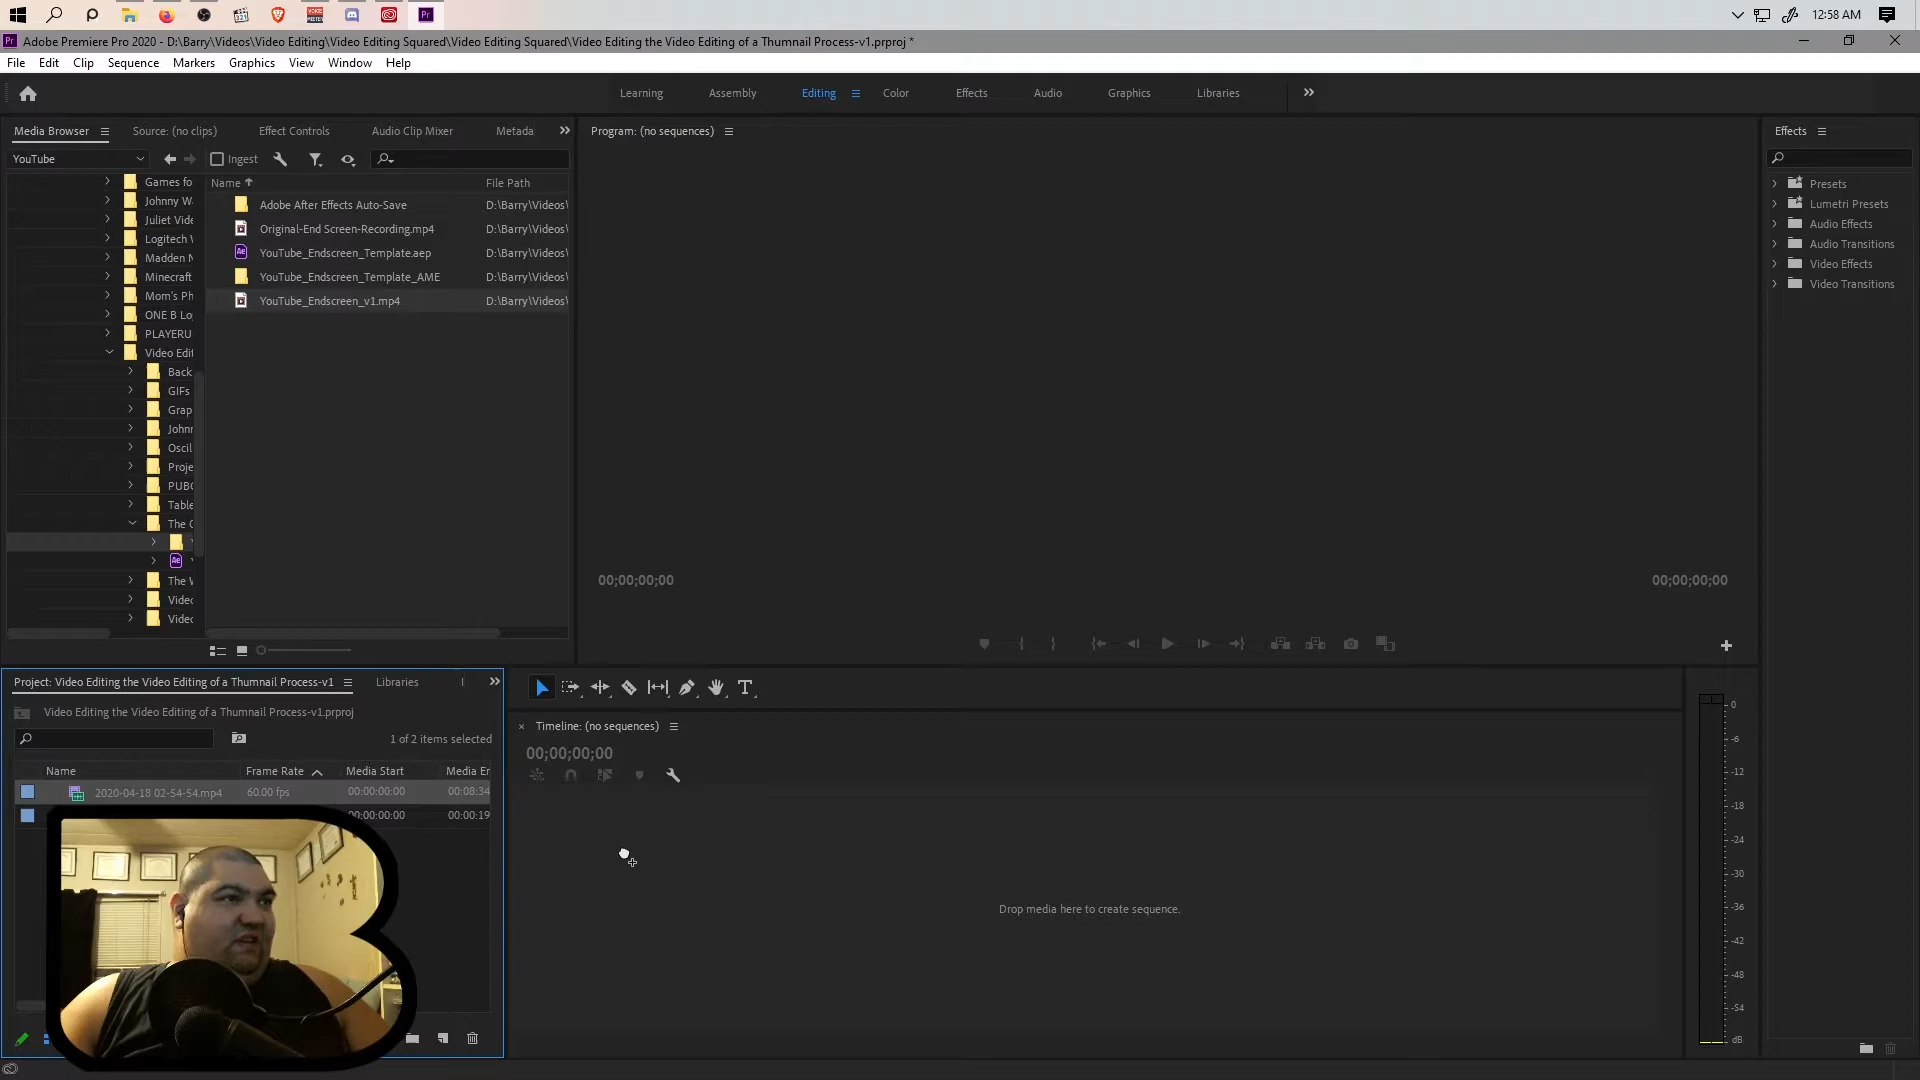 12:58 AM
Adobe Premiere Pro 2020 - D:\Barry\Videos\Video Editing\Video Editing Squared\Video Editing Squared\Video Editing the Video Editing of a Thumnail Process-v1.prproj *
File Edit Clip Sequence Markers Graphics View Window Help
Learning Assembly Editing Color Effects Audio Graphics Libraries
Media Browser Source: (no clips) Effect Controls Audio Clip Mixer Metada
Program: (no sequences)
Effects
YouTube
Ingest
Name File Path
Games fo
Johnny Wa
Juliet Vide
Logitech
Madden N
Minecraft
Mom's Ph
ONE B Lo
PLAYERU
Video Edit
Back
GIFs
Grap
John
Oscil
Proje
PUBG
Table
The
The W
Video
Video
Adobe After Effects Auto-Save D:\Barry\Videos\
Original-End Screen-Recording.mp4 D:\Barry\Videos\
YouTube_Endscreen_Template.aep D:\Barry\Videos\
YouTube_Endscreen_Template_AME D:\Barry\Videos\
YouTube_Endscreen_v1.mp4 D:\Barry\Videos\
Presets
Lumetri Presets
Audio Effects
Audio Transitions
Video Effects
Video Transitions
00;00;00;00 00;00;00;00
Project: Video Editing the Video Editing of a Thumnail Process-v1 Libraries
Video Editing the Video Editing of a Thumnail Process-v1.prproj
1 of 2 items selected
Name Frame Rate Media Start Media Er
2020-04-18 02-54-54.mp4 60.00 fps 00:00:00:00 00:08:34
00:00:00:00 00:00:19
Timeline: (no sequences)
00;00;00;00
Drop media here to create sequence.
0
-6
-12
-18
-24
-30
-36
-42
-48
-54
dB